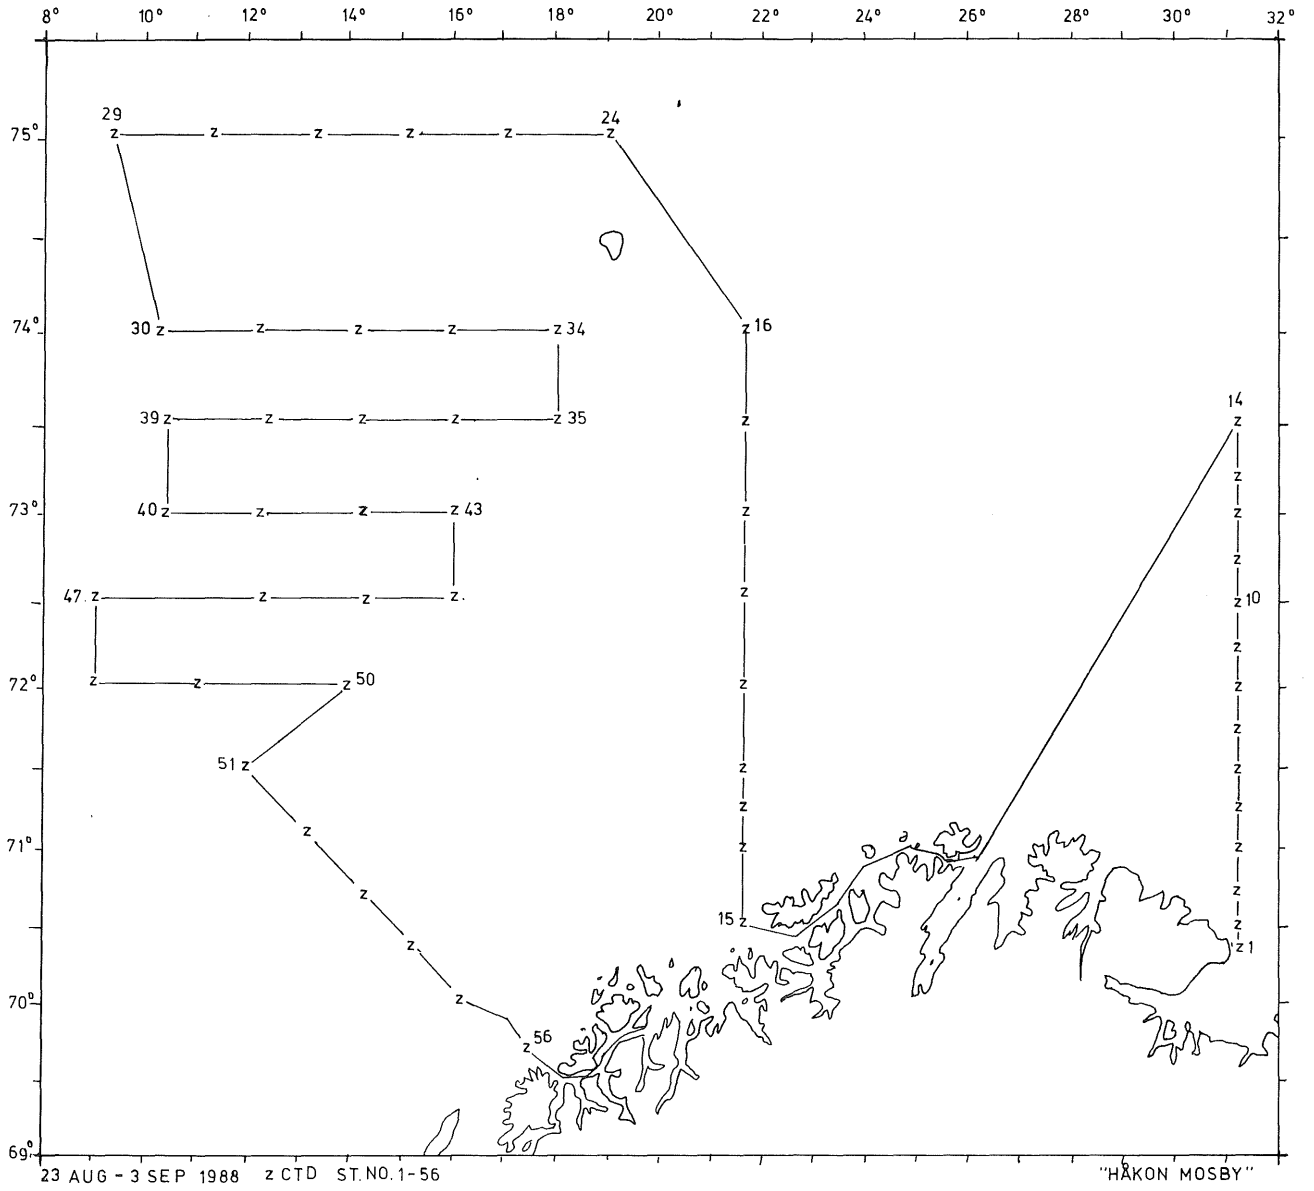 8° 10° 12° 14° 16° 18° 20° 22° 24° 26° 28° 30° 32°
29 24
75°
Z Z Z Z Z Z
74° 30 Z Z Z Z Z 34 Z 16
14
39 Z Z Z Z Z 35 Z Z
Z
73° 40 Z Z Z Z 43 Z Z
Z
47 Z Z Z Z Z Z 10
Z
72° Z Z Z 50 Z Z
Z
51 Z Z Z
Z Z
Z
71° Z Z
Z Z
15 Z Z
Z Z 1
70° Z
Z 56
69°
23 AUG - 3 SEP 1988 Z CTD ST. NO. 1-56 "HÅKON MOSBY"